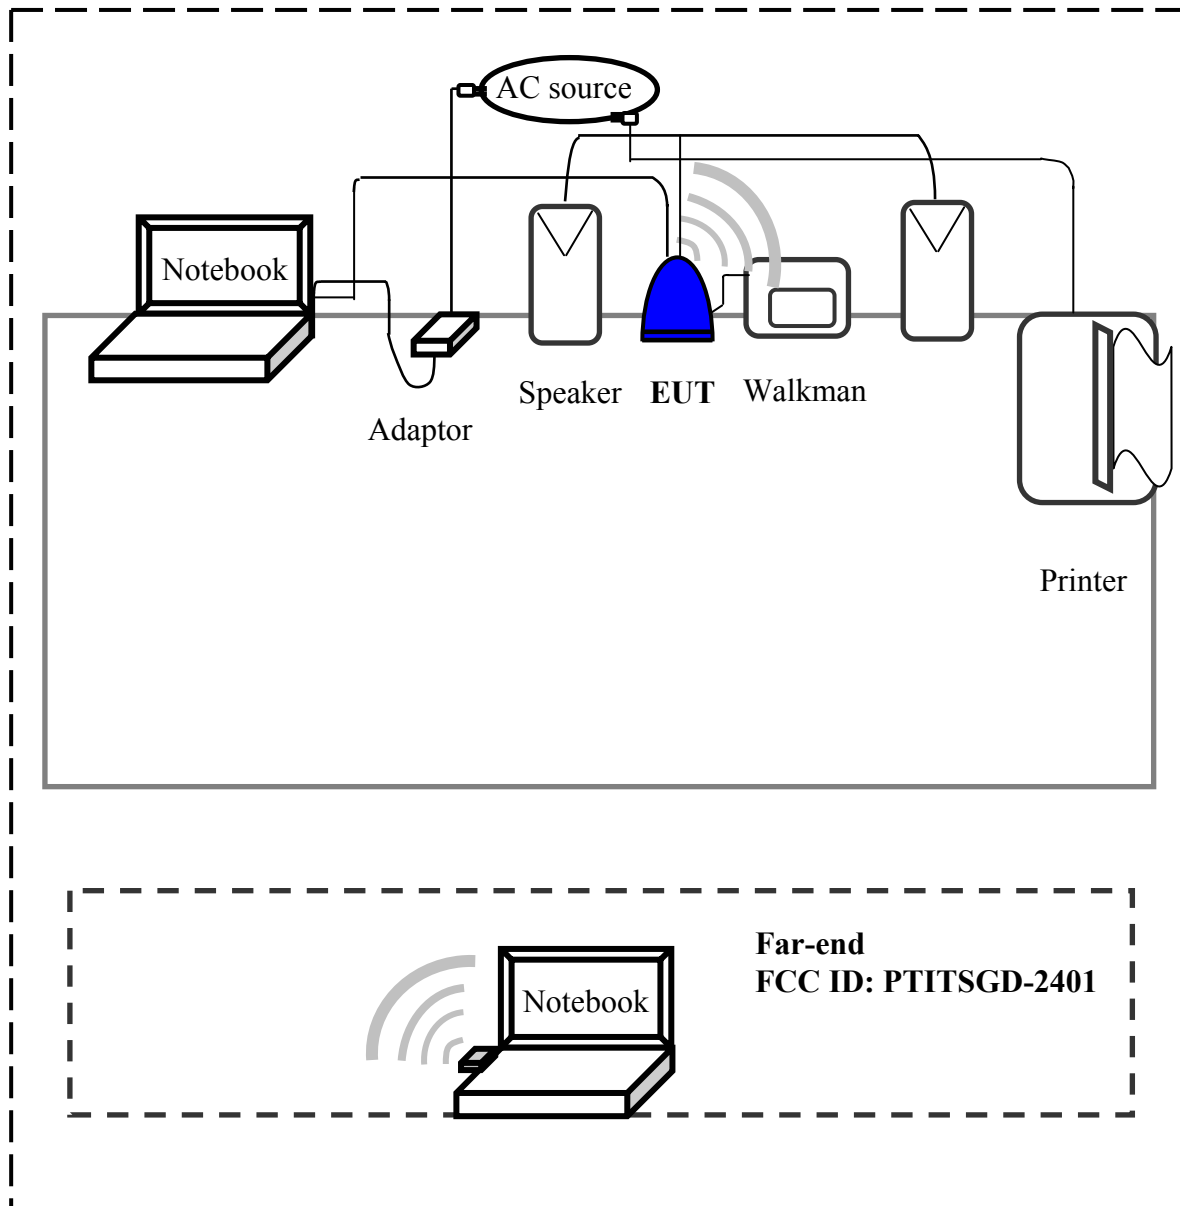 AC source
Notebook
Speaker
EUT
Walkman
Adaptor
Printer
Far-end
FCC ID: PTITSGD-2401
Notebook